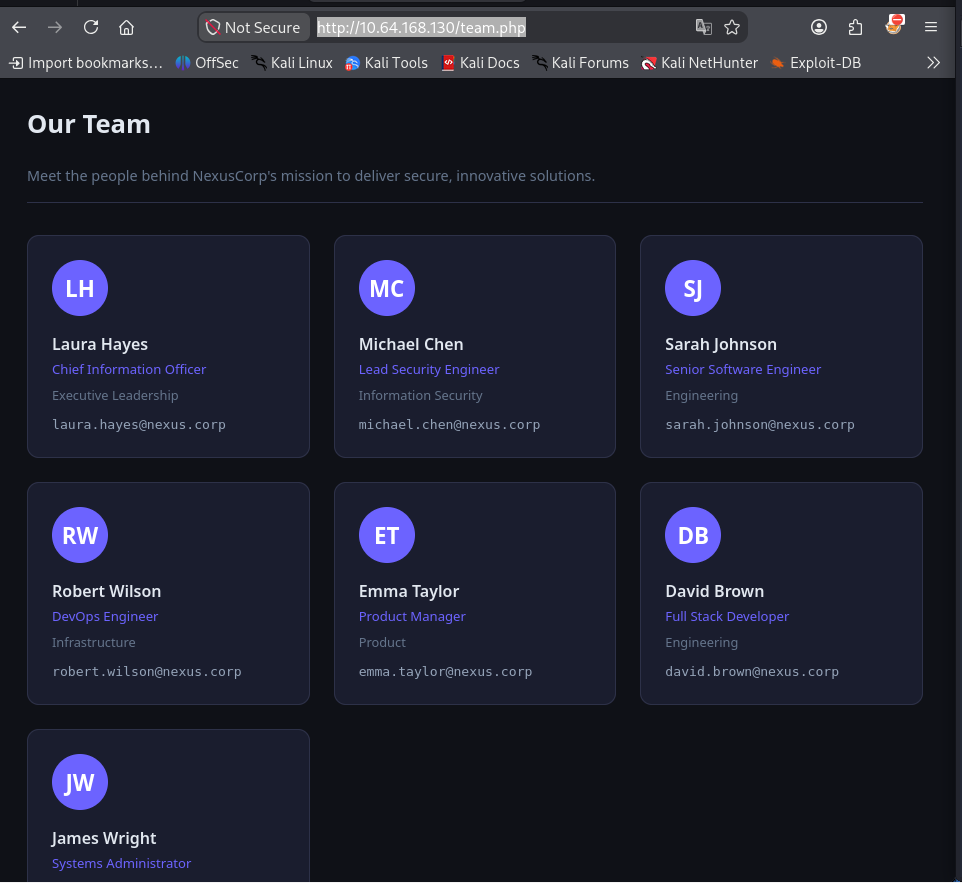 Not Secure
http://10.64.168.130/team.php
Import bookmarks...
OffSec
Kali Linux
Kali Tools
Kali Docs
Kali Forums
Kali NetHunter
Exploit-DB
Our Team
Meet the people behind NexusCorp's mission to deliver secure, innovative solutions.
LH
Laura Hayes
Chief Information Officer
Executive Leadership
laura.hayes@nexus.corp
MC
Michael Chen
Lead Security Engineer
Information Security
michael.chen@nexus.corp
SJ
Sarah Johnson
Senior Software Engineer
Engineering
sarah.johnson@nexus.corp
RW
Robert Wilson
DevOps Engineer
Infrastructure
robert.wilson@nexus.corp
ET
Emma Taylor
Product Manager
Product
emma.taylor@nexus.corp
DB
David Brown
Full Stack Developer
Engineering
david.brown@nexus.corp
JW
James Wright
Systems Administrator